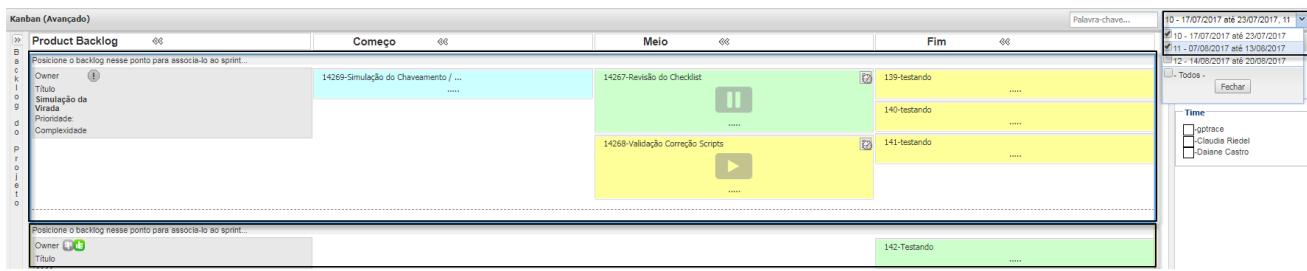 Kanban (Avançado)
Palavra-chave...
10 - 17/07/2017 até 23/07/2017, 11
Product Backlog
Começo
Meio
Fim
10 - 17/07/2017 até 23/07/2017
11 - 07/08/2017 até 13/08/2017
12 - 14/08/2017 até 20/08/2017
- Todos -
Fechar
Backlog do Projeto
Posicione o backlog nesse ponto para associa-lo ao sprint...
Owner
Título
Simulação da
Virada
Prioridade:
Complexidade
14269-Simulação do Chaveamento / ...
.....
14267-Revisão do Checklist
.....
14268-Validação Correção Scripts
.....
139-testando
.....
140-testando
.....
141-testando
.....
Time
-gptrace
-Claudia Riedel
-Daiane Castro
Posicione o backlog nesse ponto para associa-lo ao sprint...
Owner
Título
142-Testando
.....